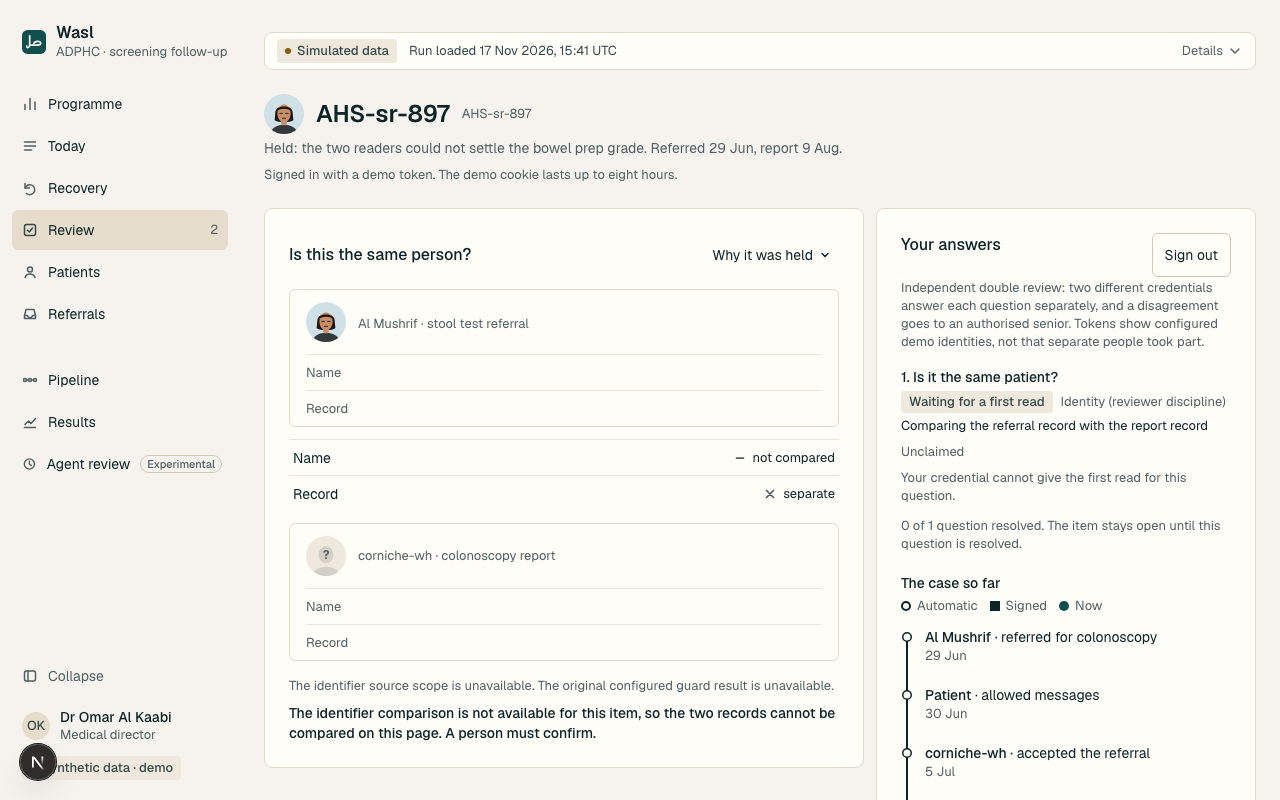 صل
Wasl
ADPHC · screening follow-up
Programme
Today
Recovery
Review 2
Patients
Referrals
Pipeline
Results
Agent review Experimental
Collapse
OK
Dr Omar Al Kaabi
Medical director
N
nthetic data · demo
Simulated data Run loaded 17 Nov 2026, 15:41 UTC Details
AHS-sr-897 AHS-sr-897
Held: the two readers could not settle the bowel prep grade. Referred 29 Jun, report 9 Aug.
Signed in with a demo token. The demo cookie lasts up to eight hours.
Is this the same person? Why it was held
Al Mushrif · stool test referral
Name
Record
Name – not compared
Record × separate
? corniche-wh · colonoscopy report
Name
Record
The identifier source scope is unavailable. The original configured guard result is unavailable.
The identifier comparison is not available for this item, so the two records cannot be
compared on this page. A person must confirm.
Your answers
Sign out
Independent double review: two different credentials
answer each question separately, and a disagreement
goes to an authorised senior. Tokens show configured
demo identities, not that separate people took part.
1. Is it the same patient?
Waiting for a first read Identity (reviewer discipline)
Comparing the referral record with the report record
Unclaimed
Your credential cannot give the first read for this
question.
0 of 1 question resolved. The item stays open until this
question is resolved.
The case so far
Automatic Signed Now
Al Mushrif · referred for colonoscopy
29 Jun
Patient · allowed messages
30 Jun
corniche-wh · accepted the referral
5 Jul